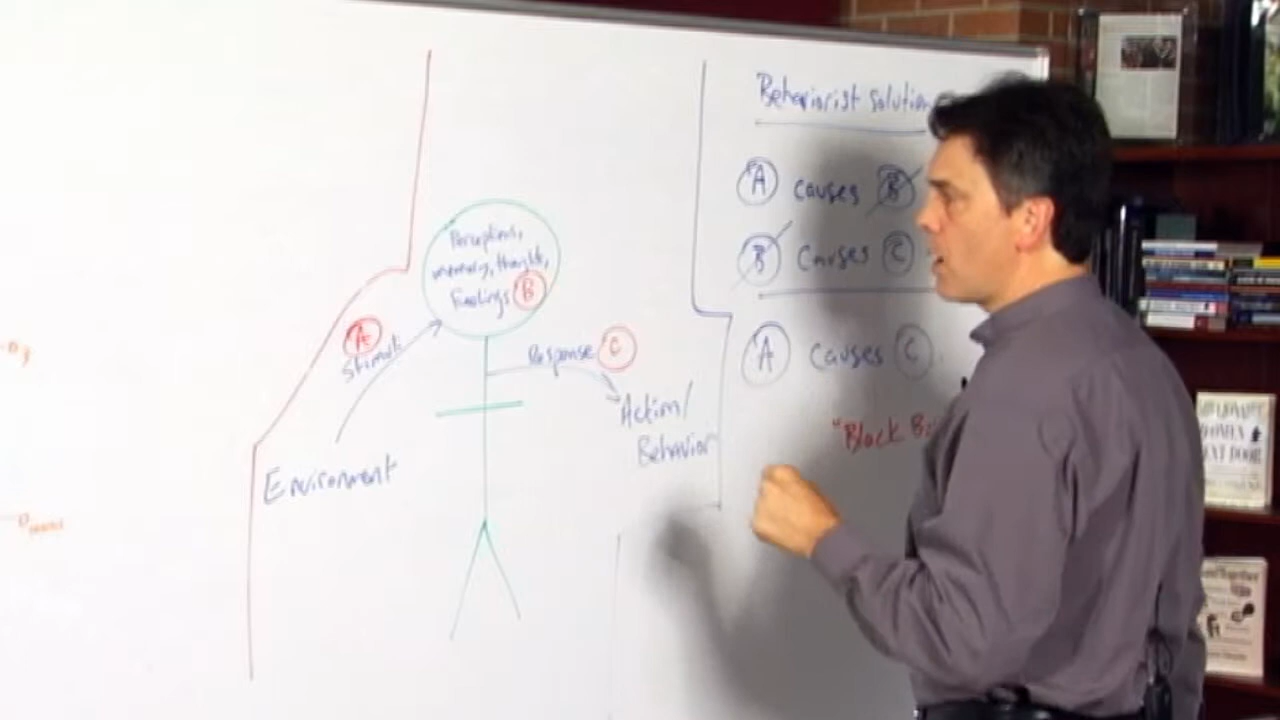 Perceptions,
memory, thoughts,
Feelings B
A
Stimuli
Response C
Action/
Behavior
Environment
Behaviorist Solution
A causes B
B Causes C
A Causes C.
"Black